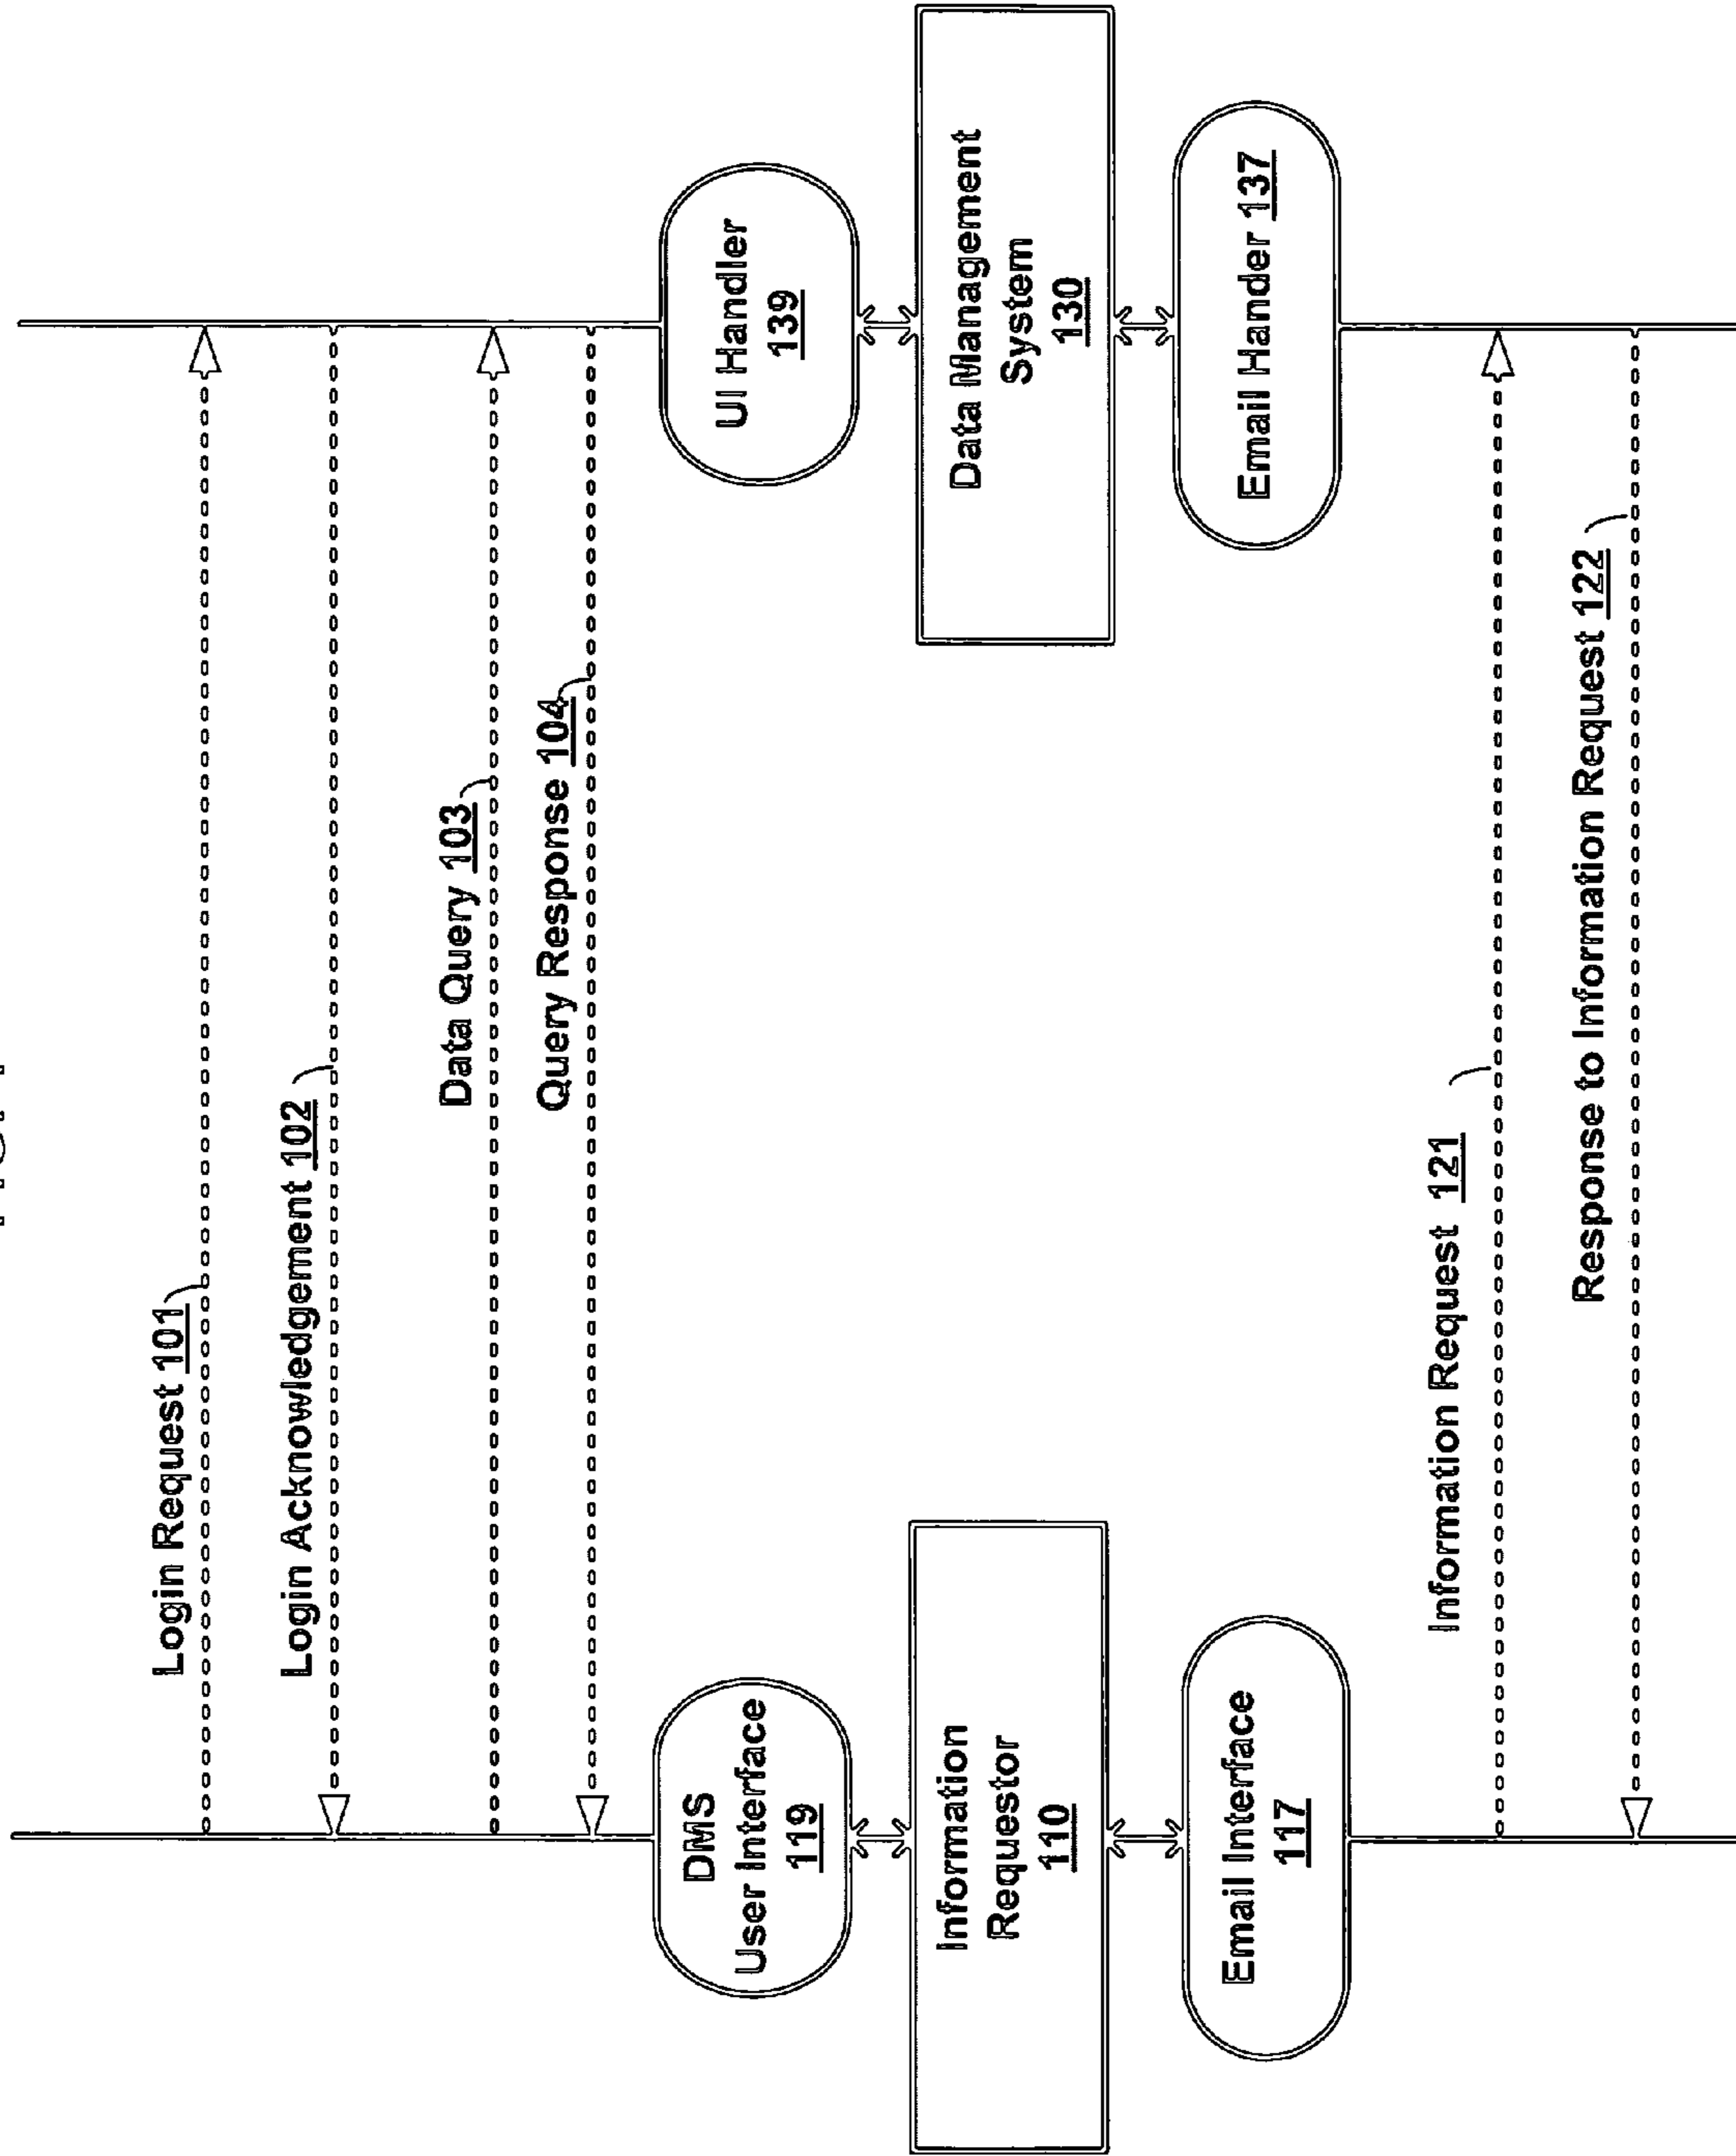 Login Request 101
Login Acknowledgement 102
Data Query 103
Query Response 104
DMS
User Interface
119
UI Handler
139
Information
Requestor
110
Data Management
System
130
Email Interface
117
Email Hander 137
Information Request 121
Response to Information Request 122